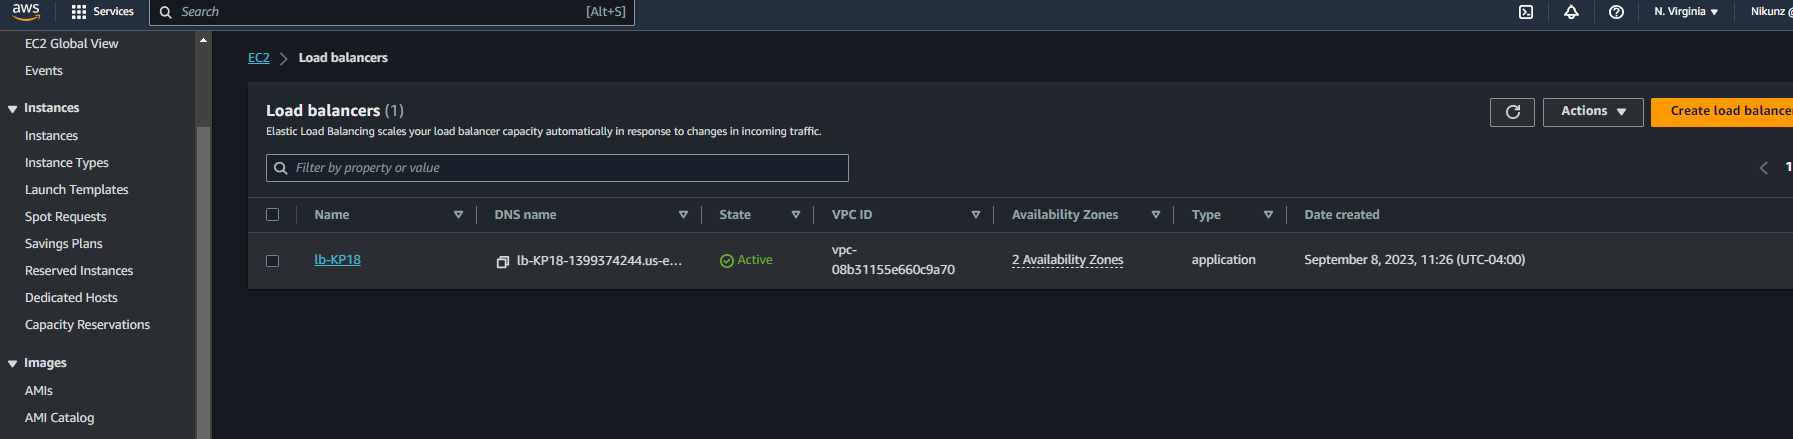 aws
Services
Search
[Alt+S]
N. Virginia
Nikunz @
EC2 Global View
Events
Instances
Instances
Instance Types
Launch Templates
Spot Requests
Savings Plans
Reserved Instances
Dedicated Hosts
Capacity Reservations
Images
AMIs
AMI Catalog
EC2 > Load balancers
Load balancers (1)
Elastic Load Balancing scales your load balancer capacity automatically in response to changes in incoming traffic.
Actions
Create load balancer
Filter by property or value
1
Name DNS name State VPC ID Availability Zones Type Date created
lb-KP18 lb-KP18-1399374244.us-e... Active vpc-08b31155e660c9a70 2 Availability Zones application September 8, 2023, 11:26 (UTC-04:00)